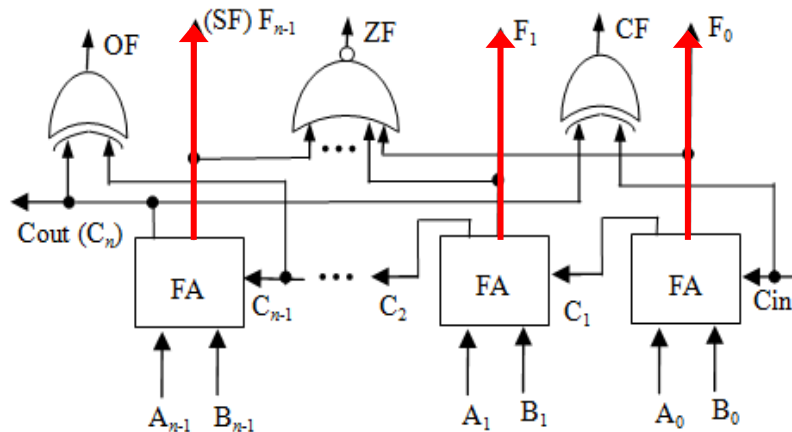 OF (SF) Fₙ₋₁ ZF F₁ CF F₀
Cout (Cₙ)
FA Cₙ₋₁ C₂ FA C₁ FA Cin
Aₙ₋₁ Bₙ₋₁ A₁ B₁ A₀ B₀